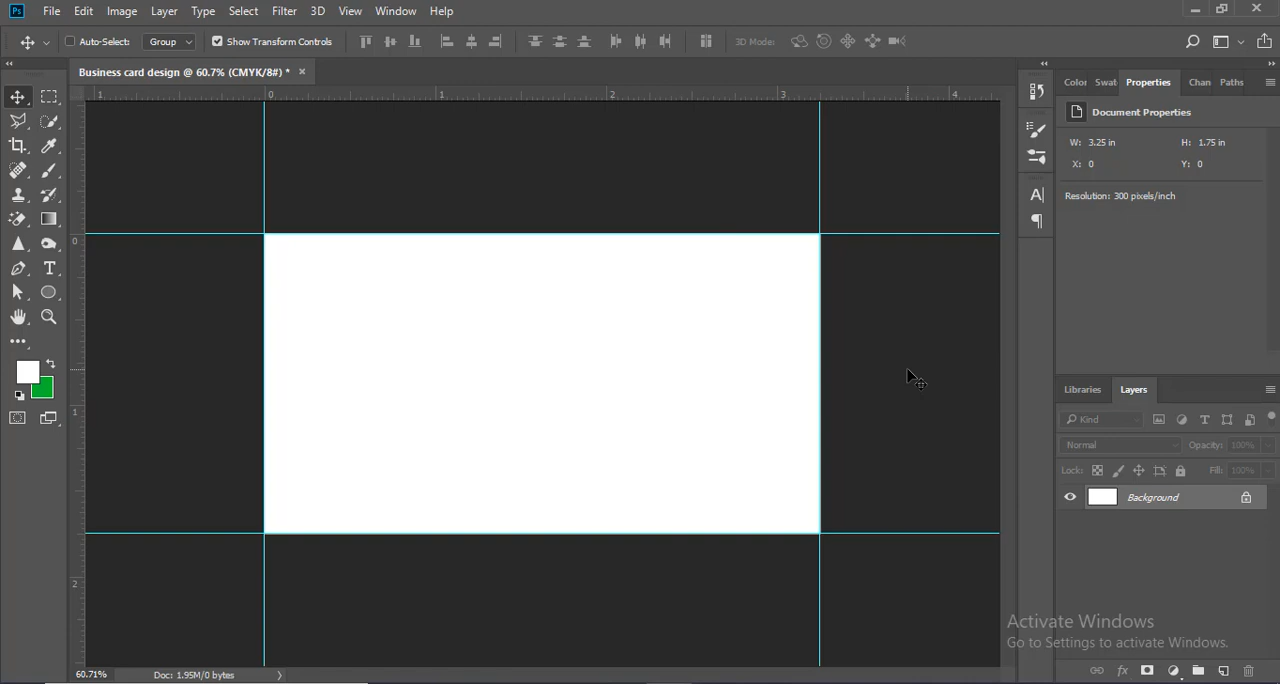 Ps File Edit Image Layer Type Select Filter 3D View Window Help
Auto-Select: Group Show Transform Controls 3D Mode:
Business card design @ 60.7% (CMYK/8#) * ×
1 0 1 2 3 4
0
1
2
Color Swat Properties Chan Paths
Document Properties
W: 3.25 in H: 1.75 in
X: 0 Y: 0
Resolution: 300 pixels/inch
Libraries Layers
Kind
Normal Opacity: 100%
Lock: Fill: 100%
Background
Activate Windows
Go to Settings to activate Windows.
60.71% Doc: 1.95M/0 bytes